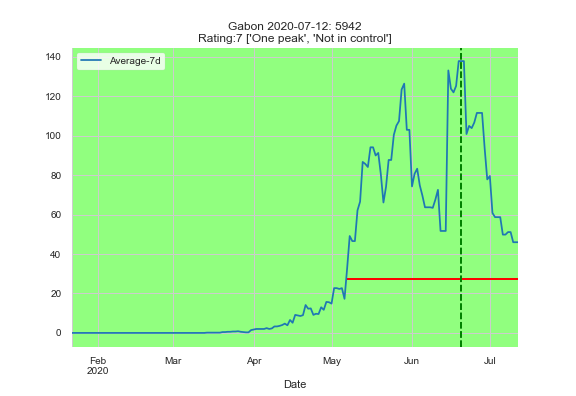 Gabon 2020-07-12: 5942
Rating:7 ['One peak', 'Not in control']
Average-7d
140
120
100
80
60
40
20
0
Feb
2020
Mar
Apr
May
Jun
Jul
Date